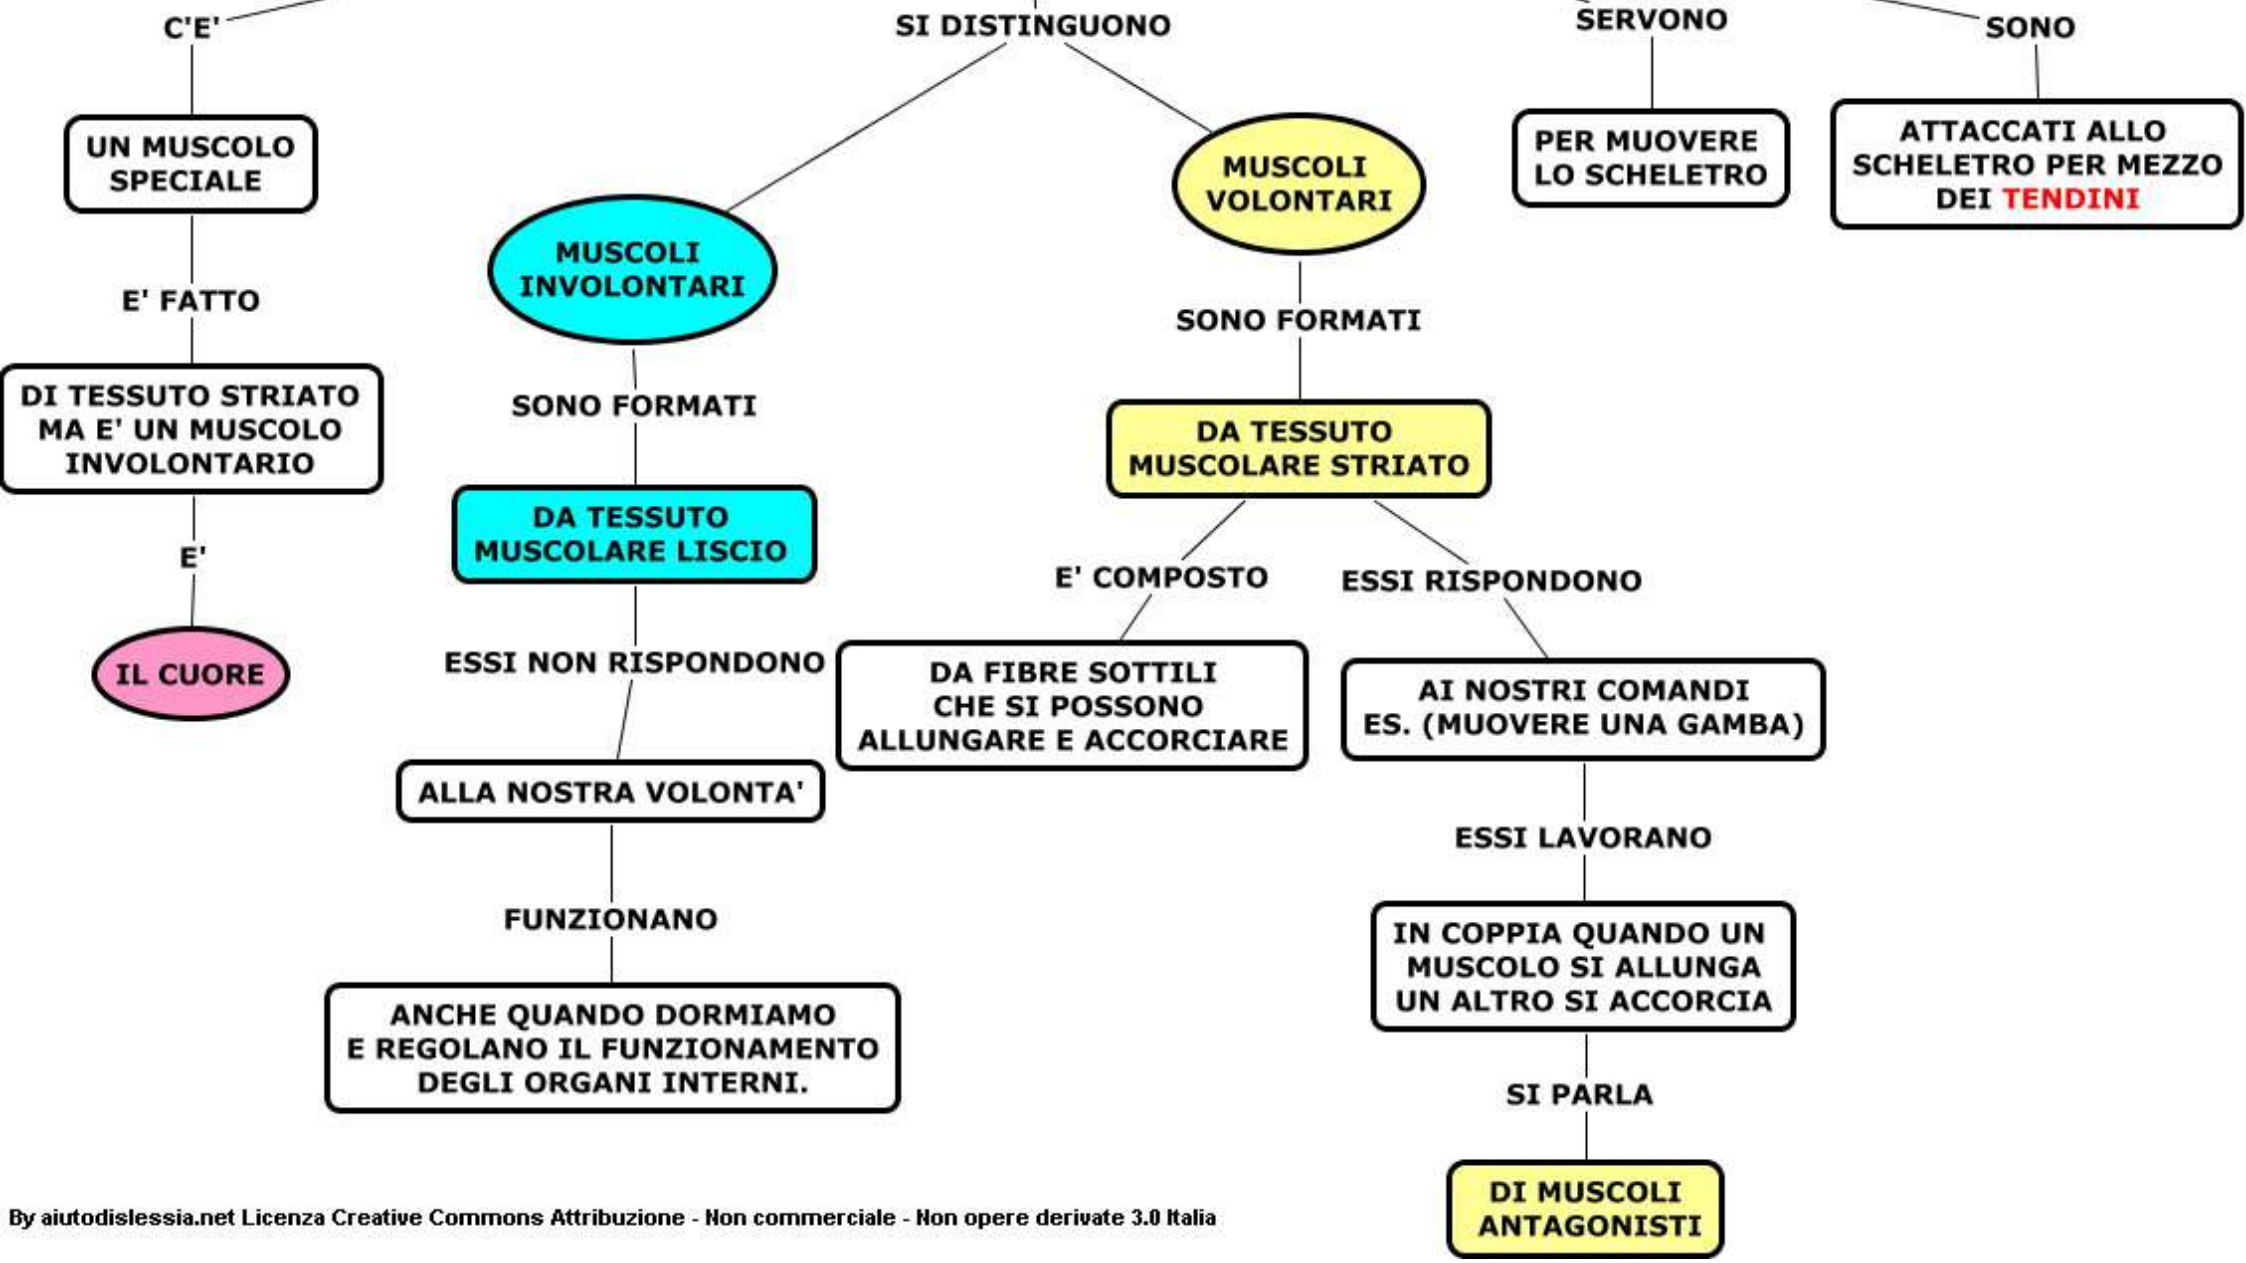 C'E'
SI DISTINGUONO
SERVONO
SONO
UN MUSCOLO
SPECIALE
E' FATTO
DI TESSUTO STRIATO
MA E' UN MUSCOLO
INVOLONTARIO
E'
IL CUORE
MUSCOLI
INVOLONTARI
SONO FORMATI
DA TESSUTO
MUSCOLARE LISCIO
ESSI NON RISPONDONO
ALLA NOSTRA VOLONTA'
FUNZIONANO
ANCHE QUANDO DORMIAMO
E REGOLANO IL FUNZIONAMENTO
DEGLI ORGANI INTERNI.
MUSCOLI
VOLONTARI
SONO FORMATI
DA TESSUTO
MUSCOLARE STRIATO
E' COMPOSTO
DA FIBRE SOTTILI
CHE SI POSSONO
ALLUNGARE E ACCORCIARE
ESSI RISPONDONO
AI NOSTRI COMANDI
ES. (MUOVERE UNA GAMBA)
ESSI LAVORANO
IN COPPIA QUANDO UN
MUSCOLO SI ALLUNGA
UN ALTRO SI ACCORCIA
SI PARLA
DI MUSCOLI
ANTAGONISTI
PER MUOVERE
LO SCHELETRO
ATTACCATI ALLO
SCHELETRO PER MEZZO
DEI TENDINI
By aiutodislessia.net Licenza Creative Commons Attribuzione - Non commerciale - Non opere derivate 3.0 Italia